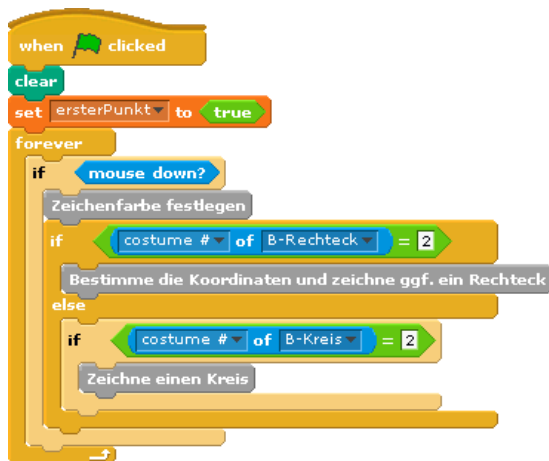 when clicked
clear
set ersterPunkt to true
forever
if mouse down?
Zeichenfarbe festlegen
if costume # of B-Rechteck = 2
Bestimme die Koordinaten und zeichne ggf. ein Rechteck
else
if costume # of B-Kreis = 2
Zeichne einen Kreis